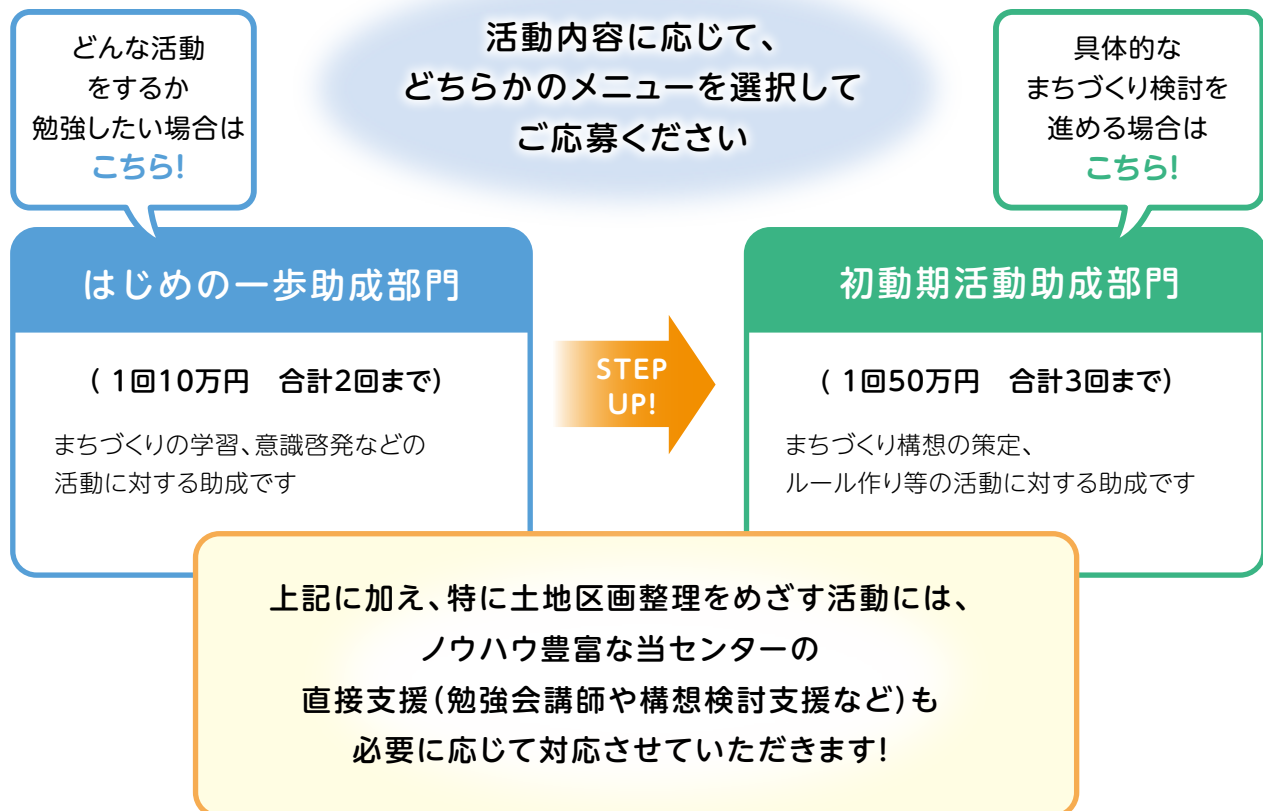 どんな活動
をするか
勉強したい場合は
こちら!
活動内容に応じて、
どちらかのメニューを選択して
ご応募ください
具体的な
まちづくり検討を
進める場合は
こちら!
はじめの一歩助成部門
( 1回10万円　合計2回まで)
まちづくりの学習、意識啓発などの
活動に対する助成です
STEP
UP!
初動期活動助成部門
( 1回50万円　合計3回まで)
まちづくり構想の策定、
ルール作り等の活動に対する助成です
上記に加え、特に土地区画整理をめざす活動には、
ノウハウ豊富な当センターの
直接支援(勉強会講師や構想検討支援など)も
必要に応じて対応させていただきます!